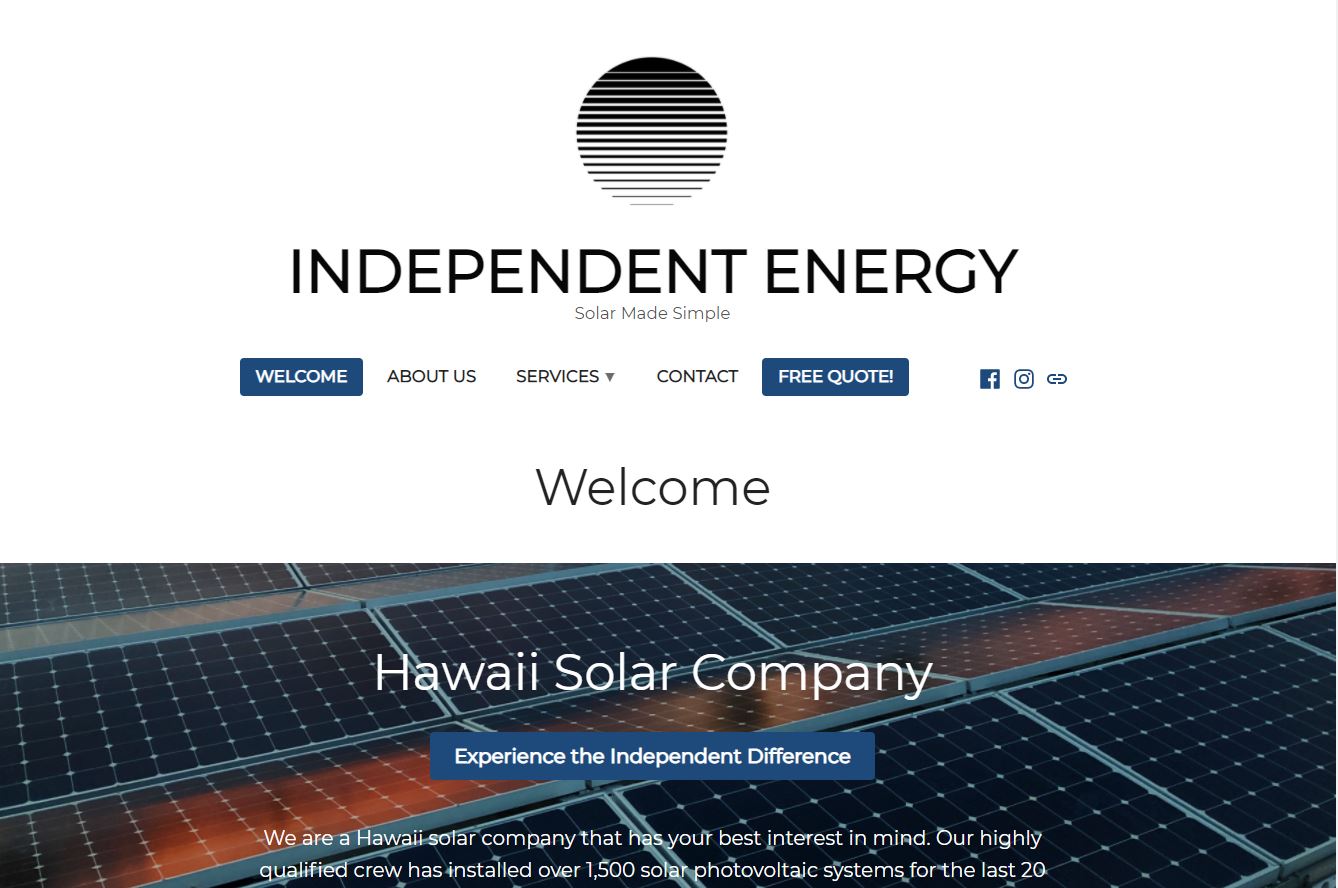 INDEPENDENT ENERGY
Solar Made Simple
WELCOME ABOUT US SERVICES ▼ CONTACT FREE QUOTE!
Welcome
Hawaii Solar Company
Experience the Independent Difference
We are a Hawaii solar company that has your best interest in mind. Our highly
qualified crew has installed over 1,500 solar photovoltaic systems for the last 20